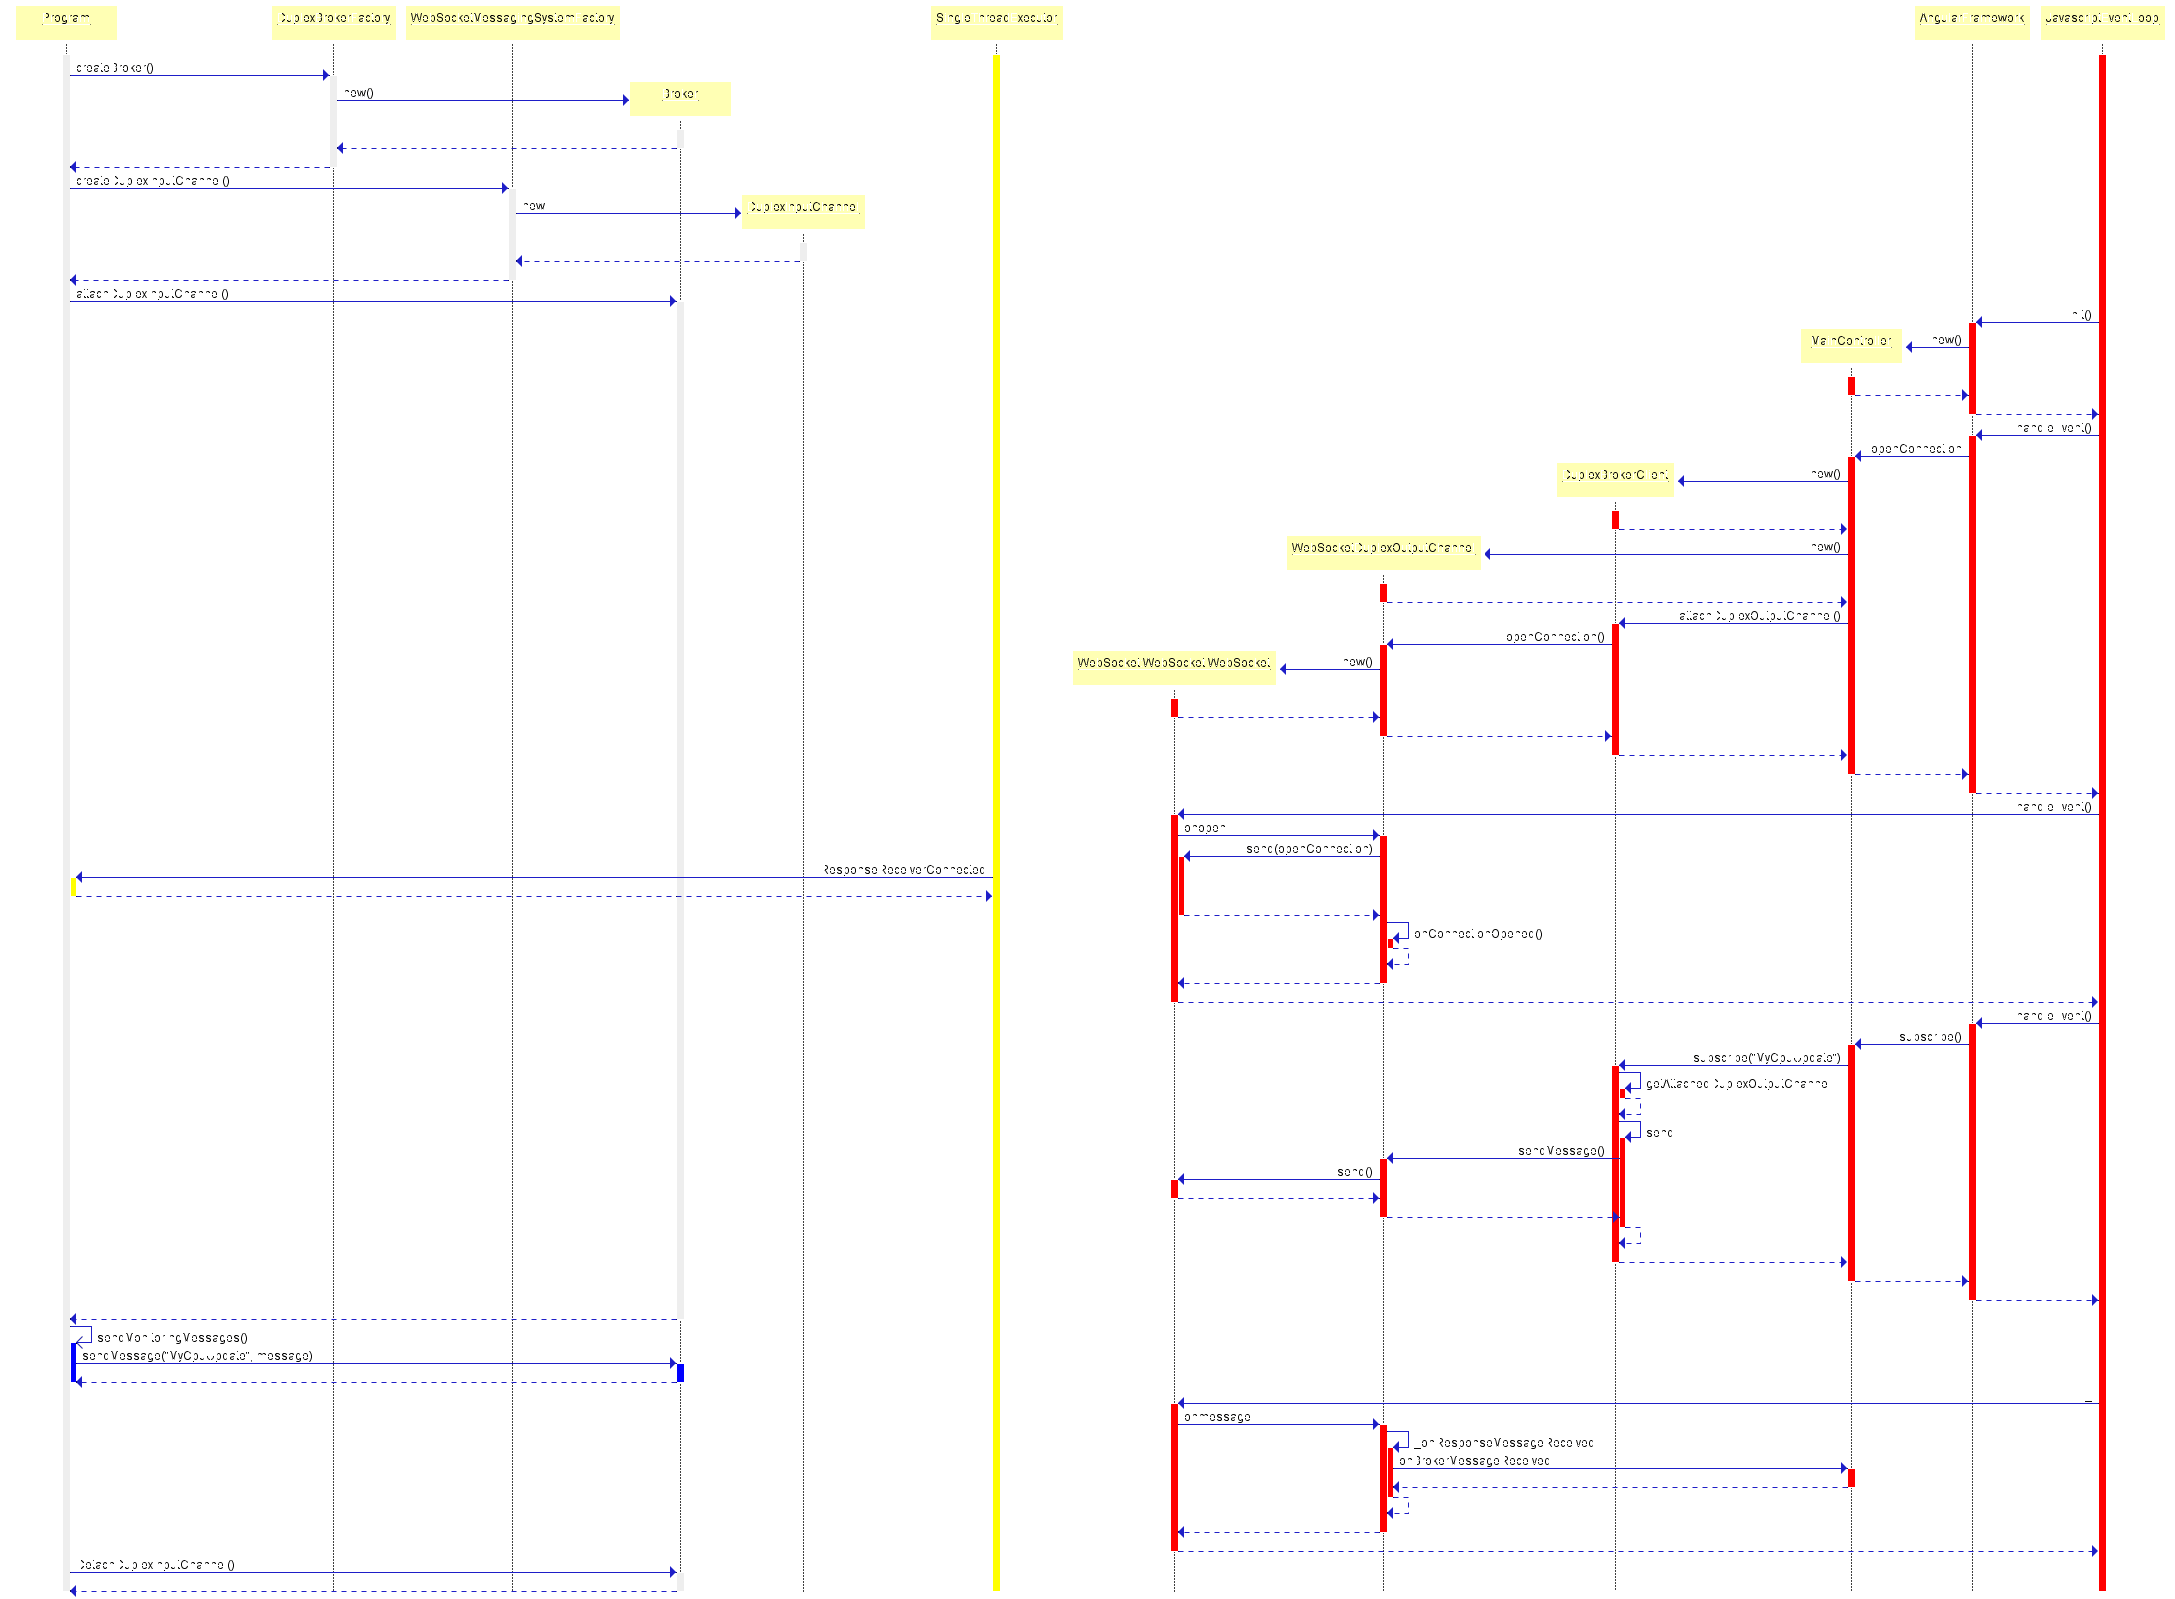 Program
DuplexBrokerFactory
WebSocketMessagingSystemFactory
SingleThreadExecutor
AngularFramework
JavascriptEventLoop
createBroker()
new()
Broker
createDuplexInputChannel()
new
DuplexInputChannel
attachDuplexInputChannel()
init()
MainController
new()
handleEvent()
openConnection
DuplexBrokerClient
new()
WebSocketDuplexOutputChannel
new()
attachDuplexOutputChannel()
openConnection()
WebSocket.WebSocket.WebSocket
new()
handleEvent()
onopen
send(openConnection)
ResponseReceiverConnected
onConnectionOpened()
handleEvent()
subscribe()
subscribe("MyCpuUpdate")
getAttachedDuplexOutputChannel
send
sendMessage()
send()
sendMonitoringMessages()
sendMessage("MyCpuUpdate", message)
onmessage
_onResponseMessageReceived
onBrokerMessageReceived
DetachDuplexInputChannel()